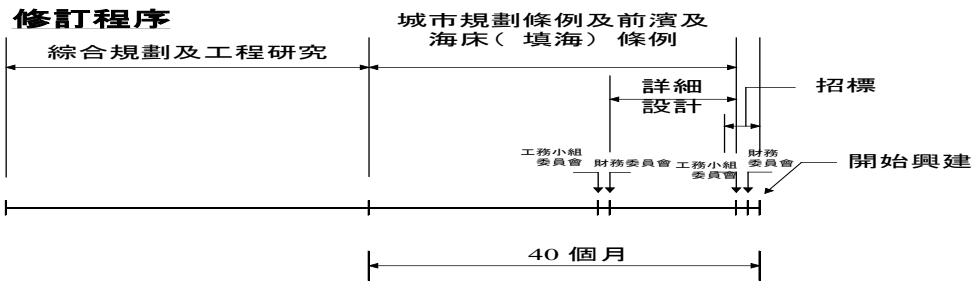 修訂程序
綜合規劃及工程研究
城市規劃條例及前濱及
海床（填海）條例
詳細
設計
招標
工務小組
委員會
財務委員會
工務小組
委員會
財務
委員會
開始興建
40 個月